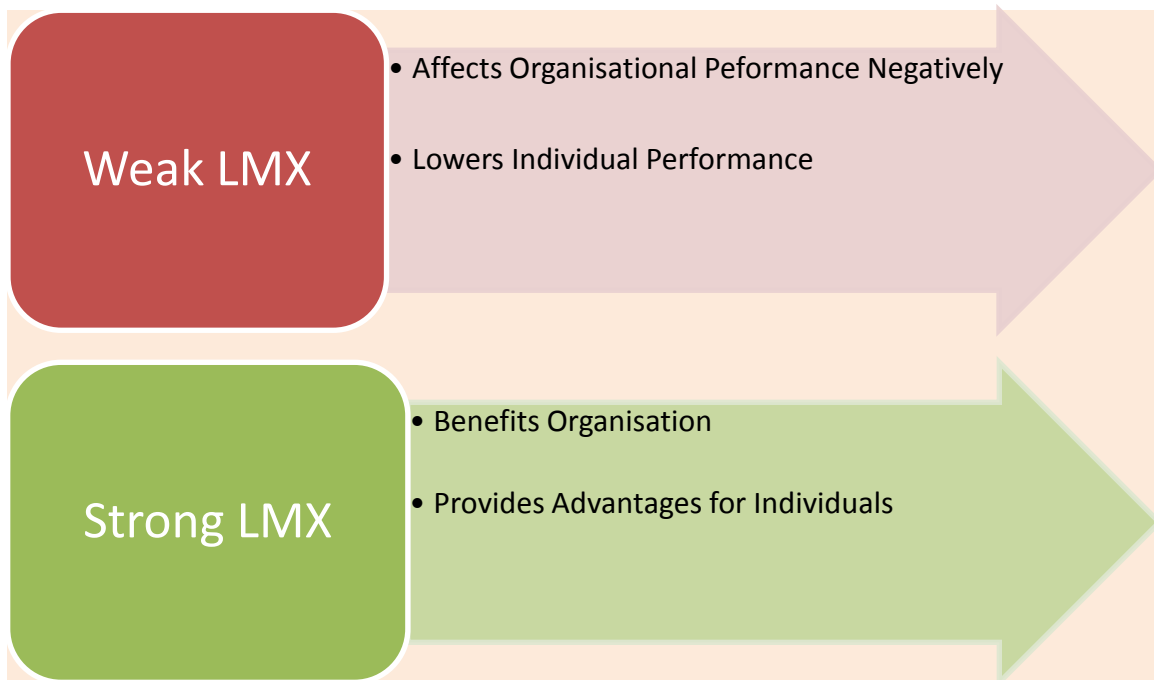 Weak LMX
• Affects Organisational Peformance Negatively
• Lowers Individual Performance
Strong LMX
• Benefits Organisation
• Provides Advantages for Individuals